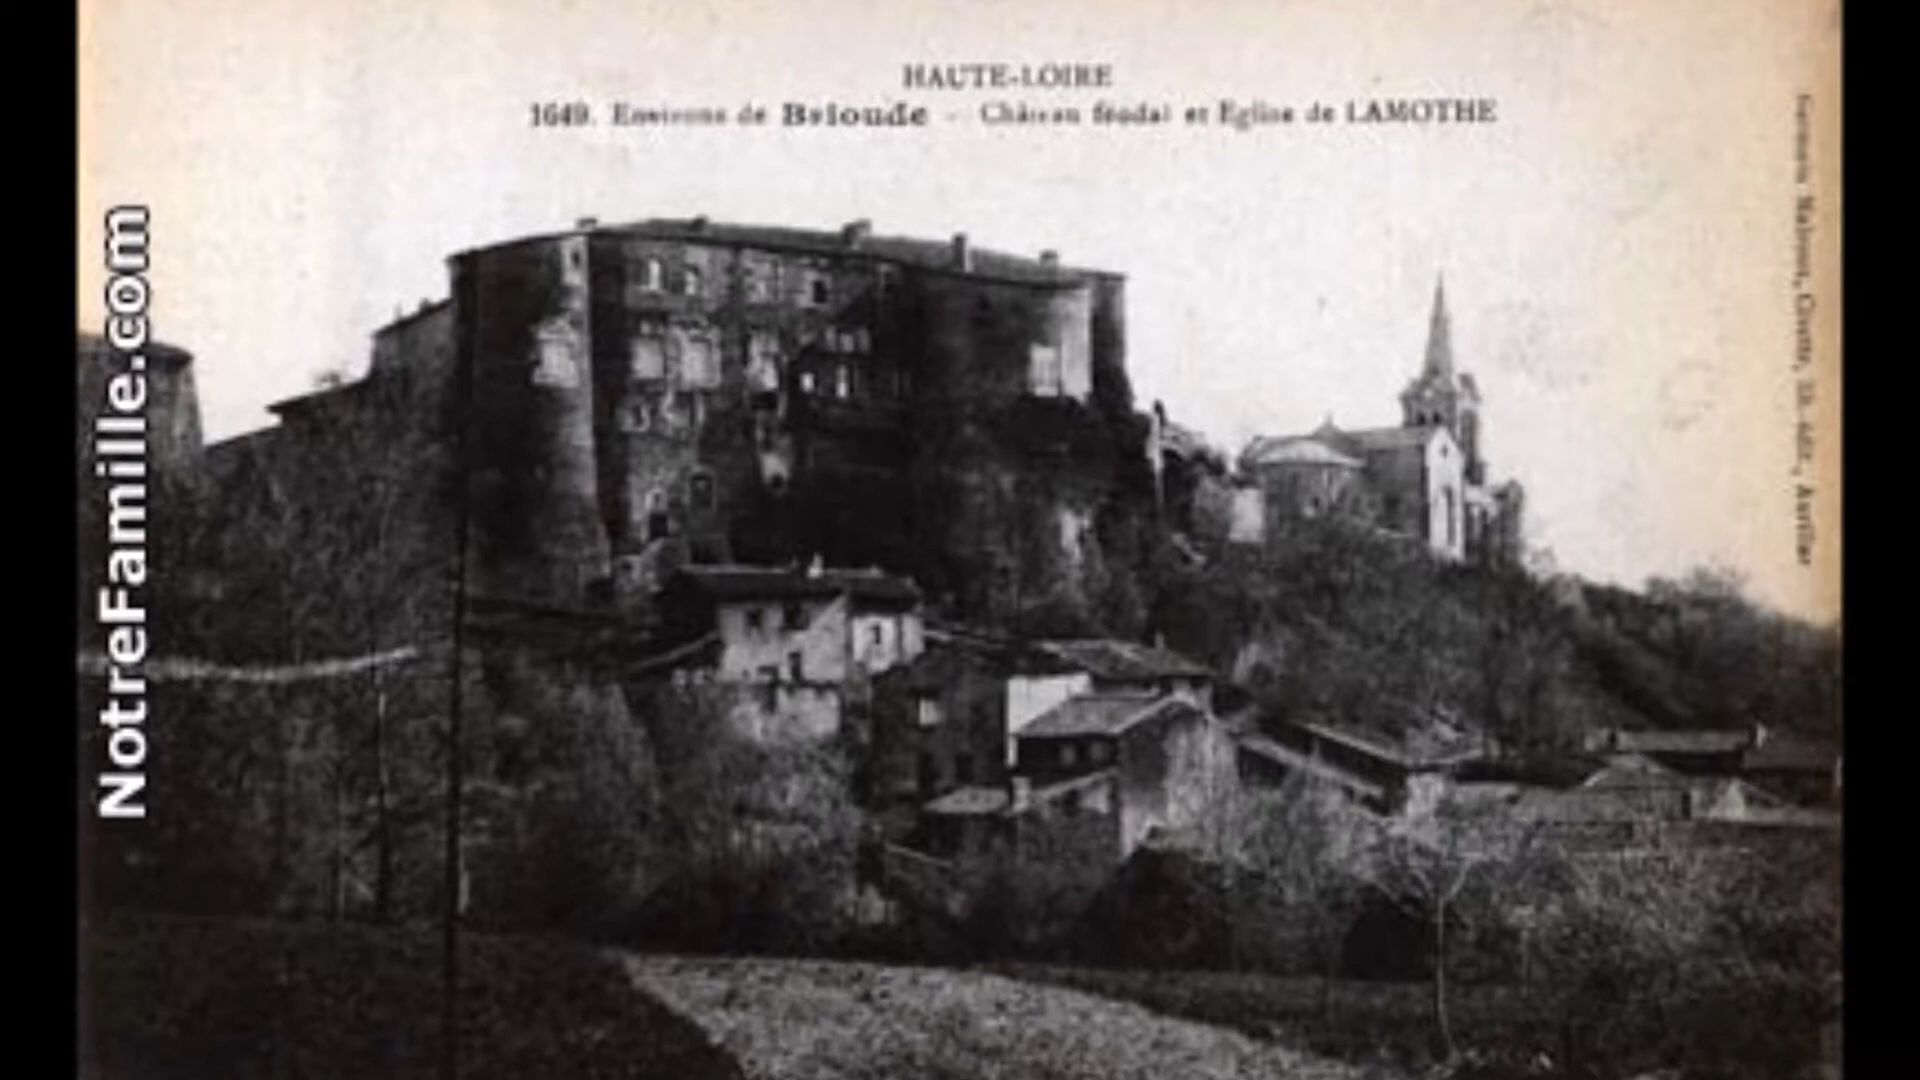 HAUTE-LOIRE
1649. Environs de Brioude - Château féodal et Eglise de LAMOTHE
NotreFamille.com